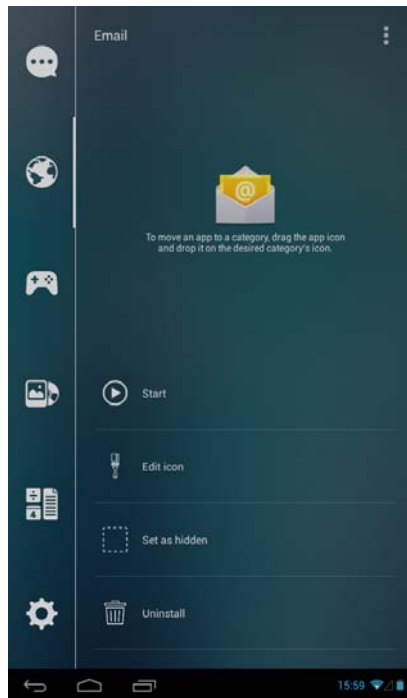 Email
@
To move an app to a category, drag the app icon
and drop it on the desired category's icon.
Start
Edit icon
÷
4
Set as hidden
Uninstall
15:59